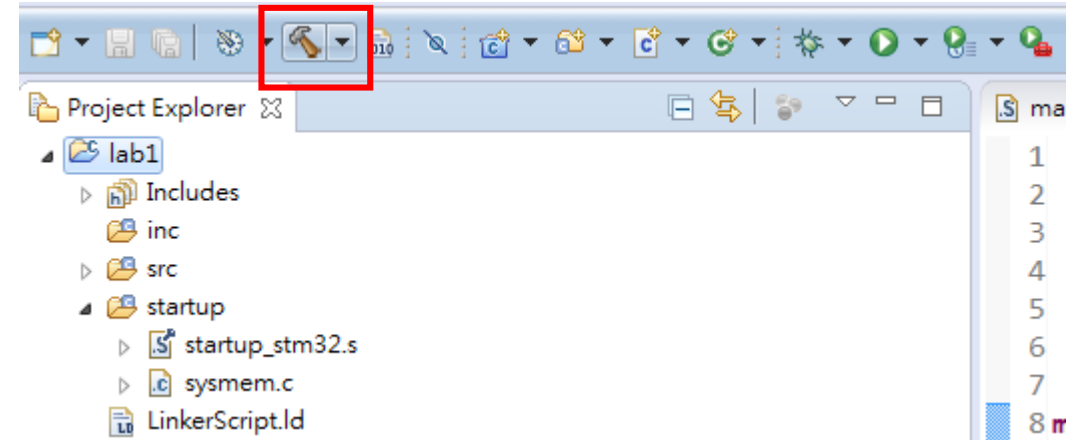 010
Project Explorer
.S ma
lab1
1
Includes
2
inc
3
src
4
startup
5
startup_stm32.s
6
sysmem.c
7
LinkerScript.ld
8 m